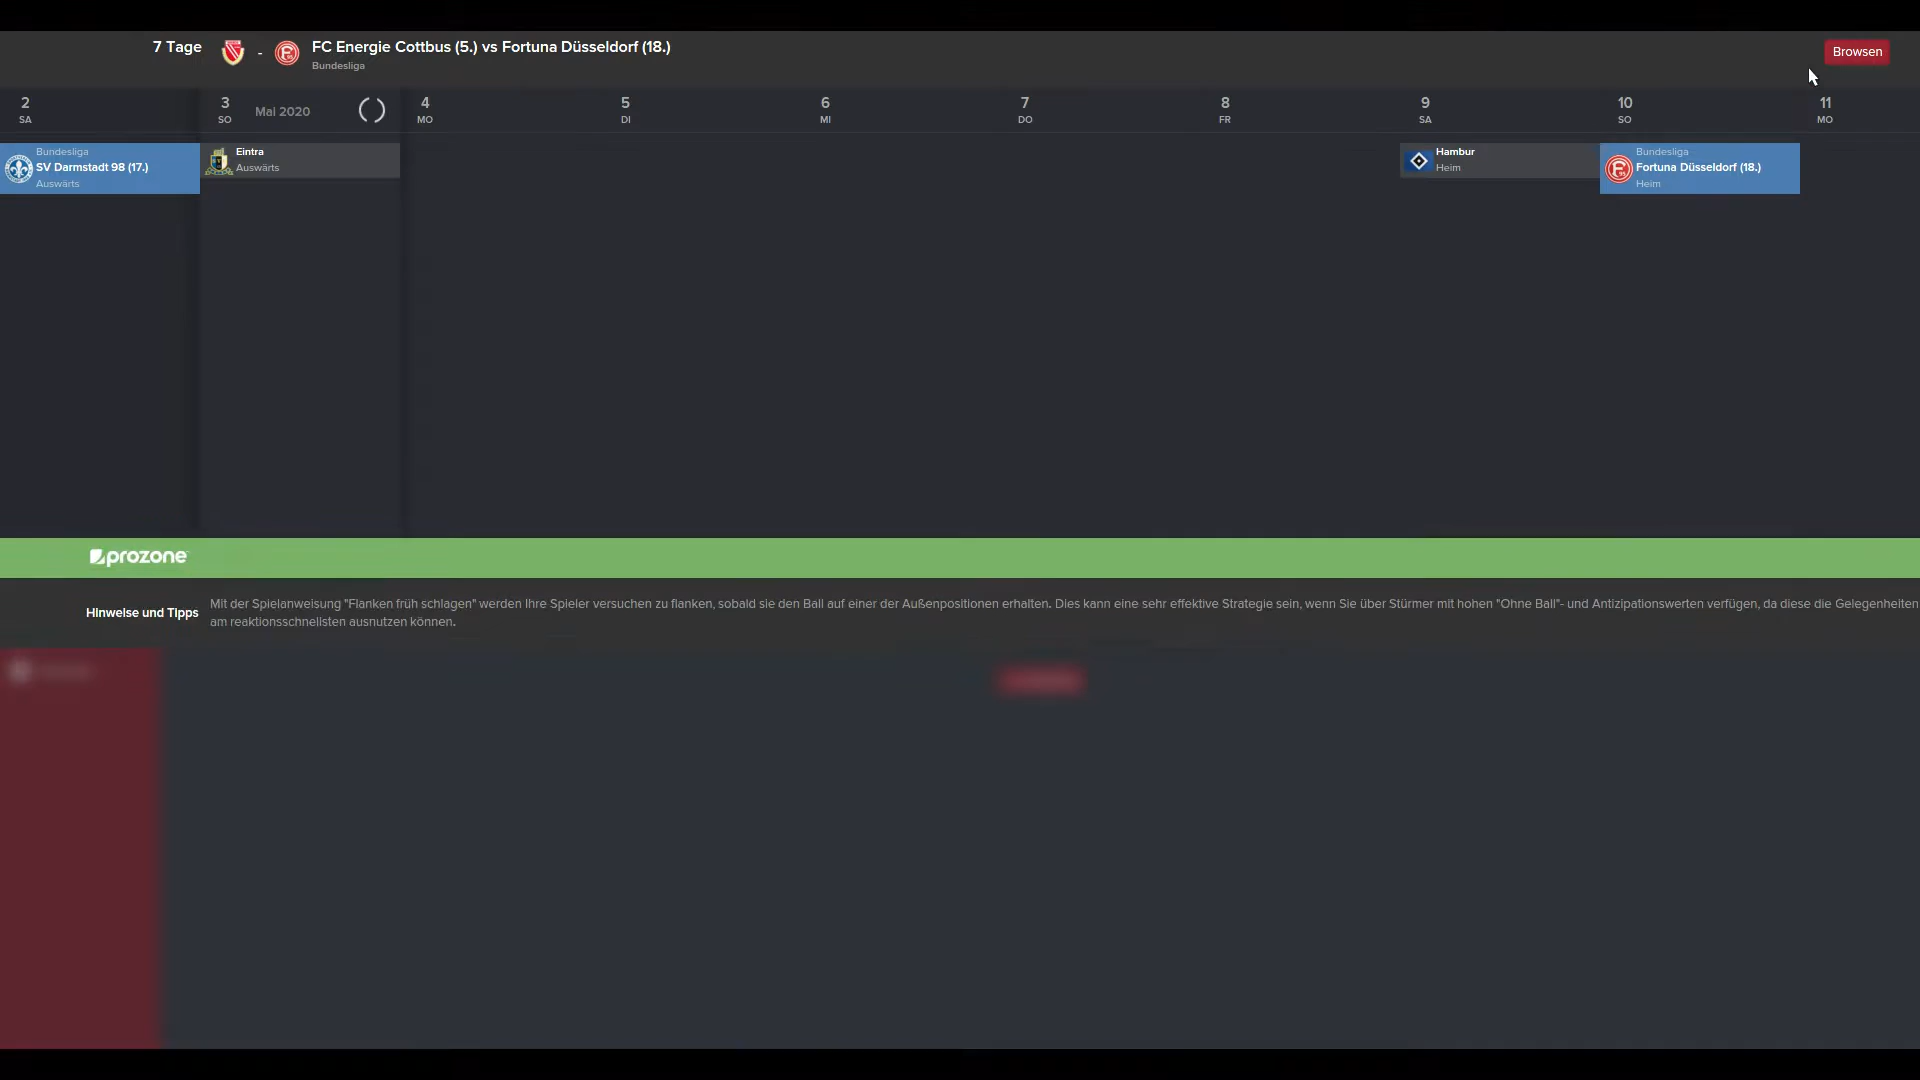 7 Tage
-
FC Energie Cottbus (5.) vs Fortuna Düsseldorf (18.)
Bundesliga
Browsen
2
SA
3
SO
Mai 2020
4
MO
5
DI
6
MI
7
DO
8
FR
9
SA
10
SO
11
MO
Bundesliga
SV Darmstadt 98 (17.)
Auswärts
Eintra
Auswärts
Hambur
Heim
Bundesliga
Fortuna Düsseldorf (18.)
Heim
prozone
Hinweise und Tipps
Mit der Spielanweisung "Flanken früh schlagen" werden Ihre Spieler versuchen zu flanken, sobald sie den Ball auf einer der Außenpositionen erhalten. Dies kann eine sehr effektive Strategie sein, wenn Sie über Stürmer mit hohen "Ohne Ball"- und Antizipationswerten verfügen, da diese die Gelegenheiten
am reaktionsschnellsten ausnutzen können.